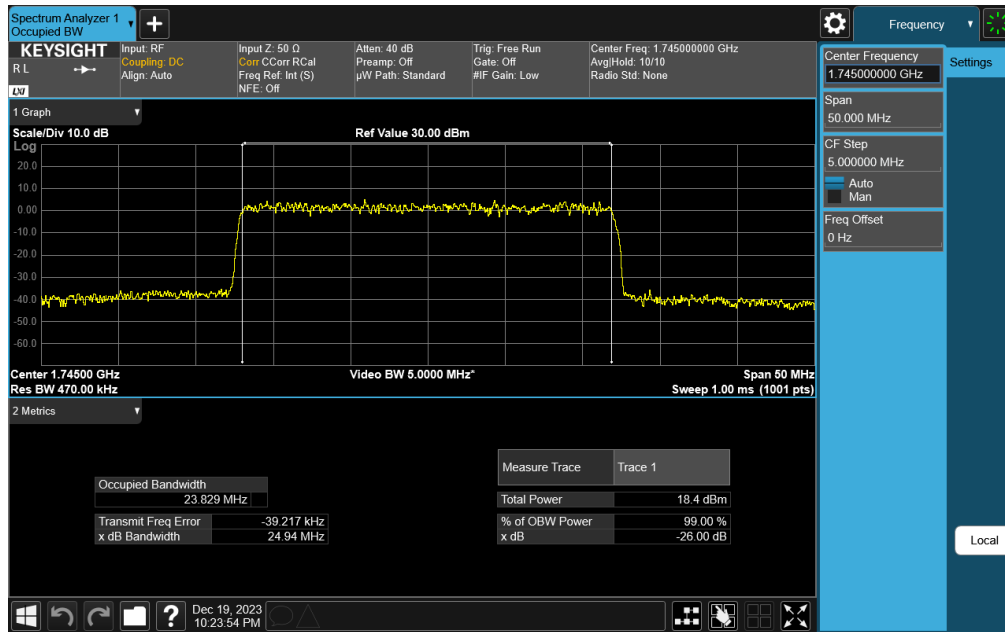 Spectrum Analyzer 1
Occupied BW
Frequency
KEYSIGHT
R L
LXI
Input: RF
Coupling: DC
Align: Auto
Input Z: 50 Ω
Corr CCorr RCal
Freq Ref: Int (S)
NFE: Off
Atten: 40 dB
Preamp: Off
µW Path: Standard
Trig: Free Run
Gate: Off
#IF Gain: Low
Center Freq: 1.745000000 GHz
Avg|Hold: 10/10
Radio Std: None
Center Frequency
1.745000000 GHz
Settings
Span
50.000 MHz
CF Step
5.000000 MHz
Auto
Man
Freq Offset
0 Hz
Local
1 Graph
Scale/Div 10.0 dB
Ref Value 30.00 dBm
Log
20.0
10.0
0.00
-10.0
-20.0
-30.0
-40.0
-50.0
-60.0
Center 1.74500 GHz
Video BW 5.0000 MHz*
Span 50 MHz
Res BW 470.00 kHz
Sweep 1.00 ms (1001 pts)
2 Metrics
Measure Trace Trace 1
Occupied Bandwidth
23.829 MHz
Total Power 18.4 dBm
Transmit Freq Error -39.217 kHz
% of OBW Power 99.00 %
x dB Bandwidth 24.94 MHz
x dB -26.00 dB
?
Dec 19, 2023
10:23:54 PM